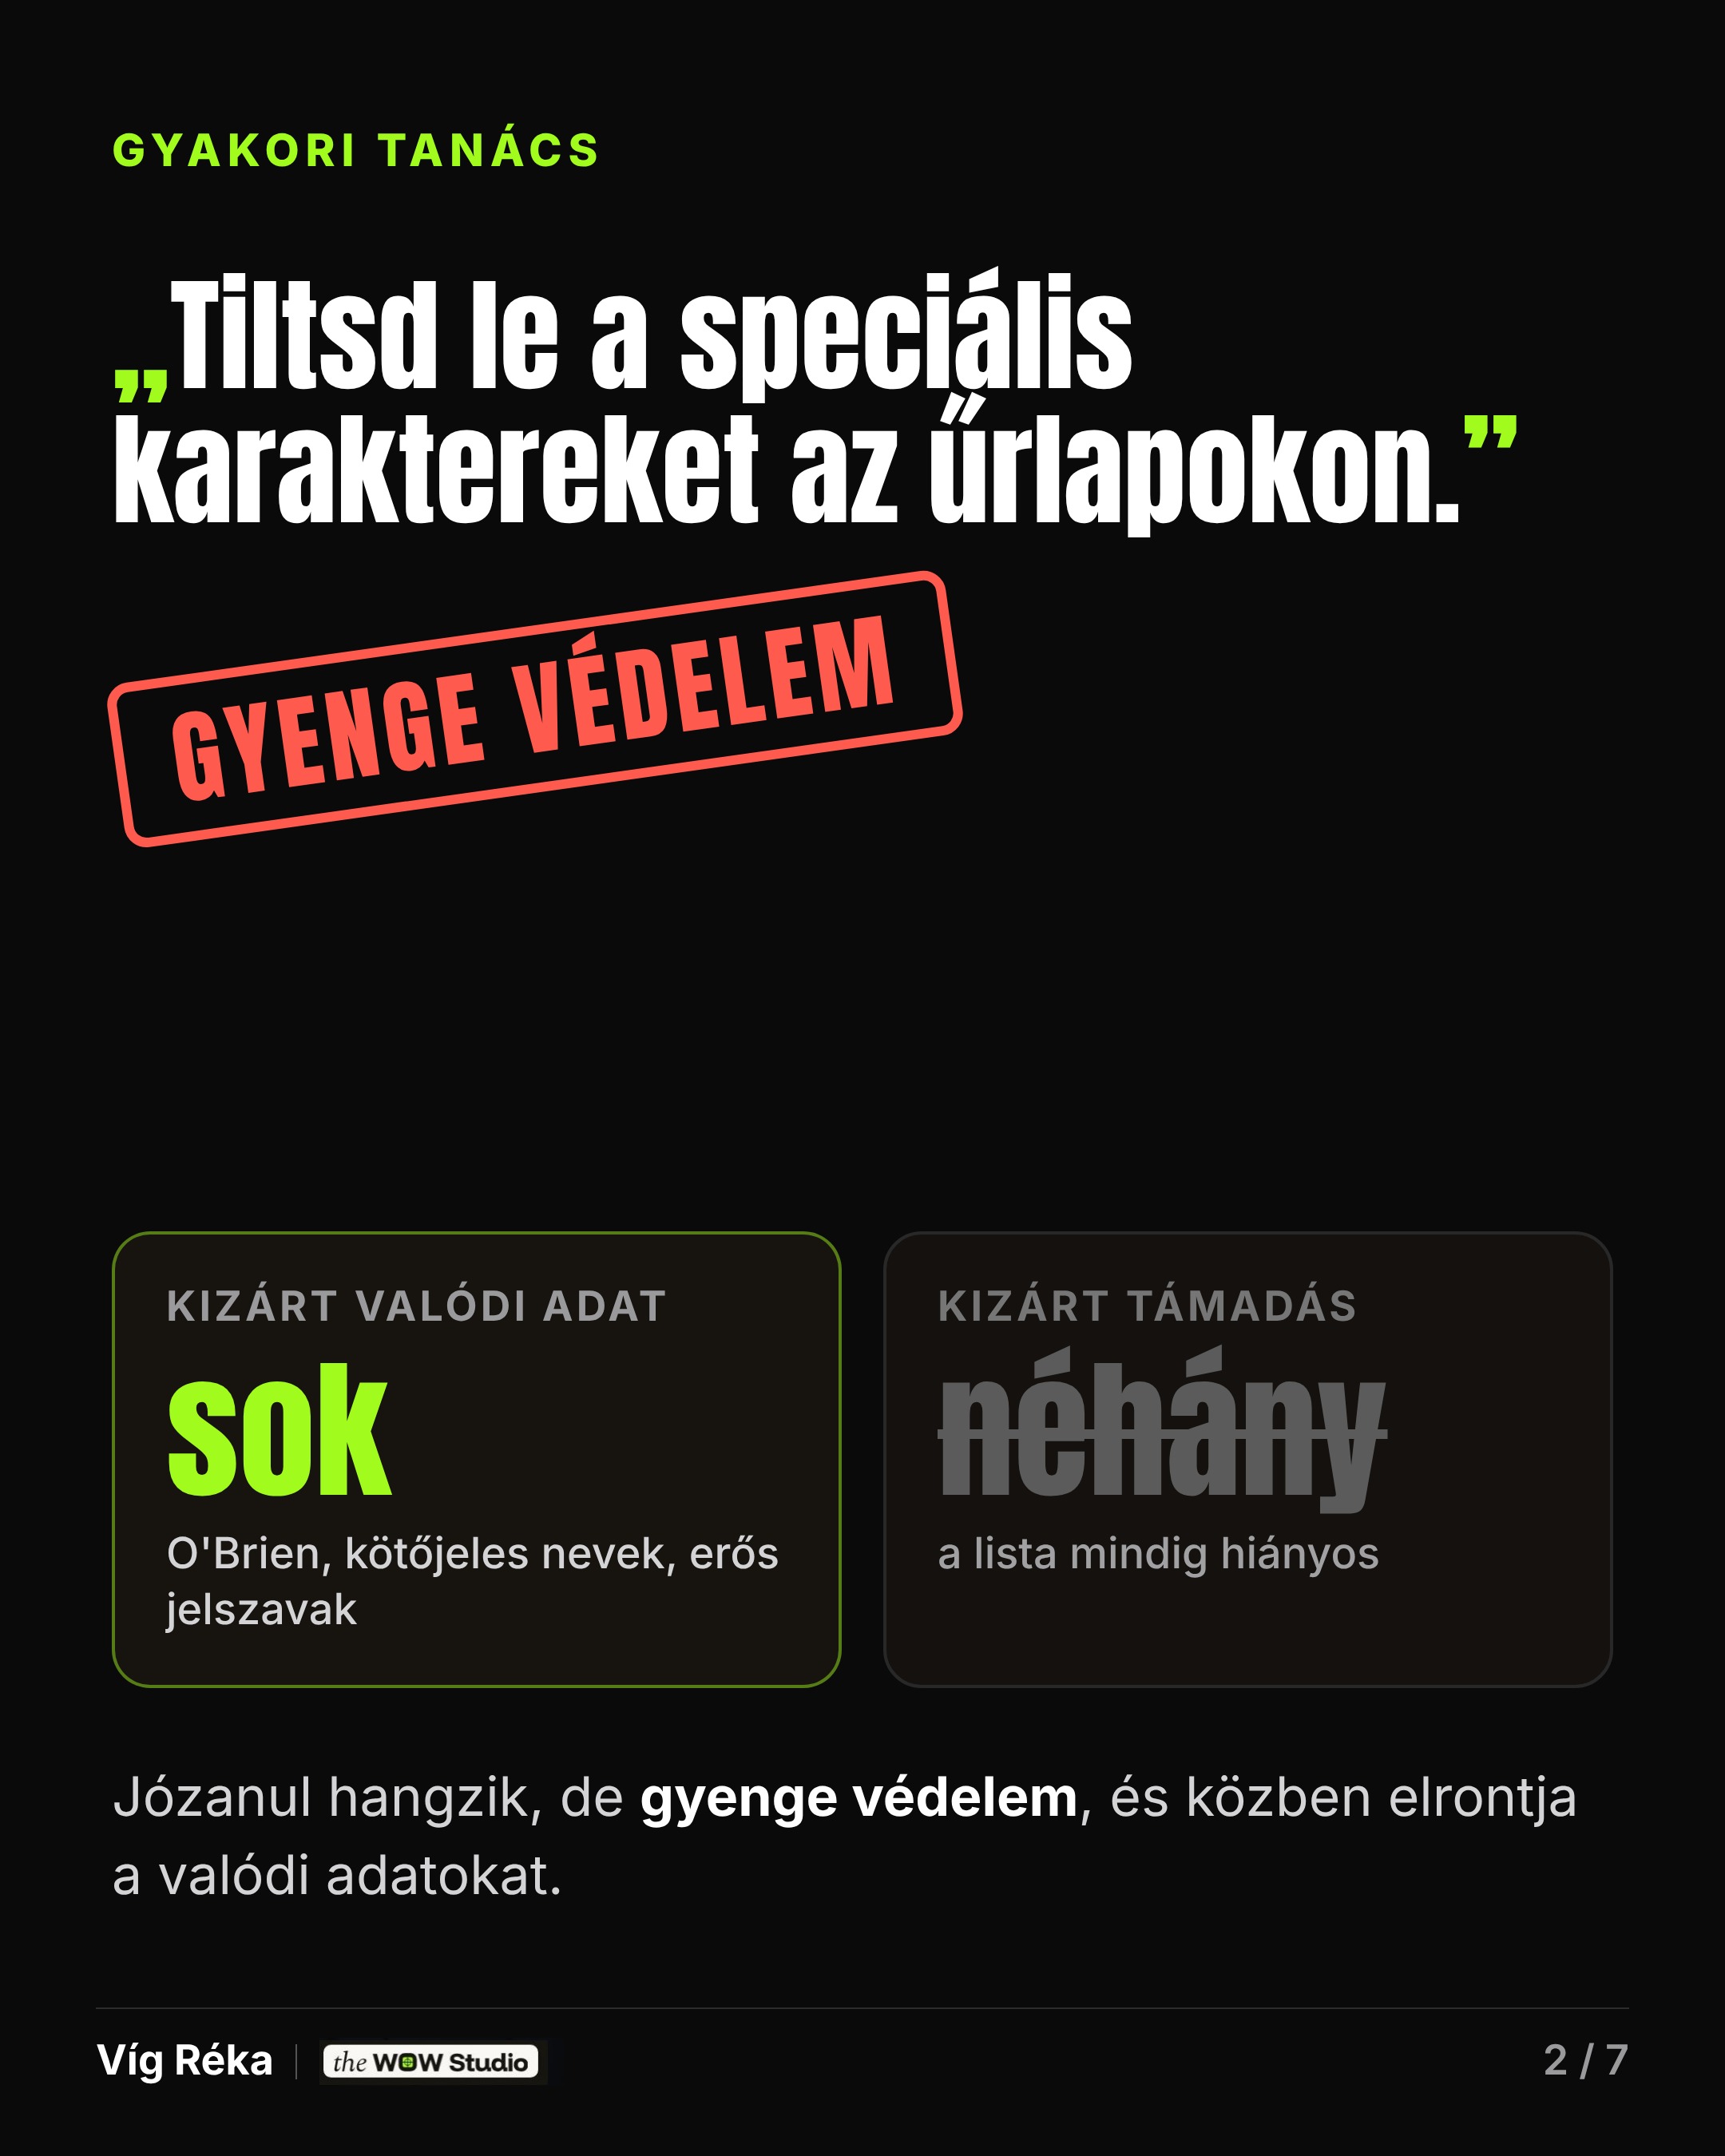 GYAKORI TANÁCS
„Tiltsd le a speciális
karaktereket az űrlapokon.”
GYENGE VÉDELEM
KIZÁRT VALÓDI ADAT
sok
O'Brien, kötőjeles nevek, erős
jelszavak
KIZÁRT TÁMADÁS
néhány
a lista mindig hiányos
Józanul hangzik, de gyenge védelem, és közben elrontja
a valódi adatokat.
Víg Réka
the WOW Studio
2 / 7